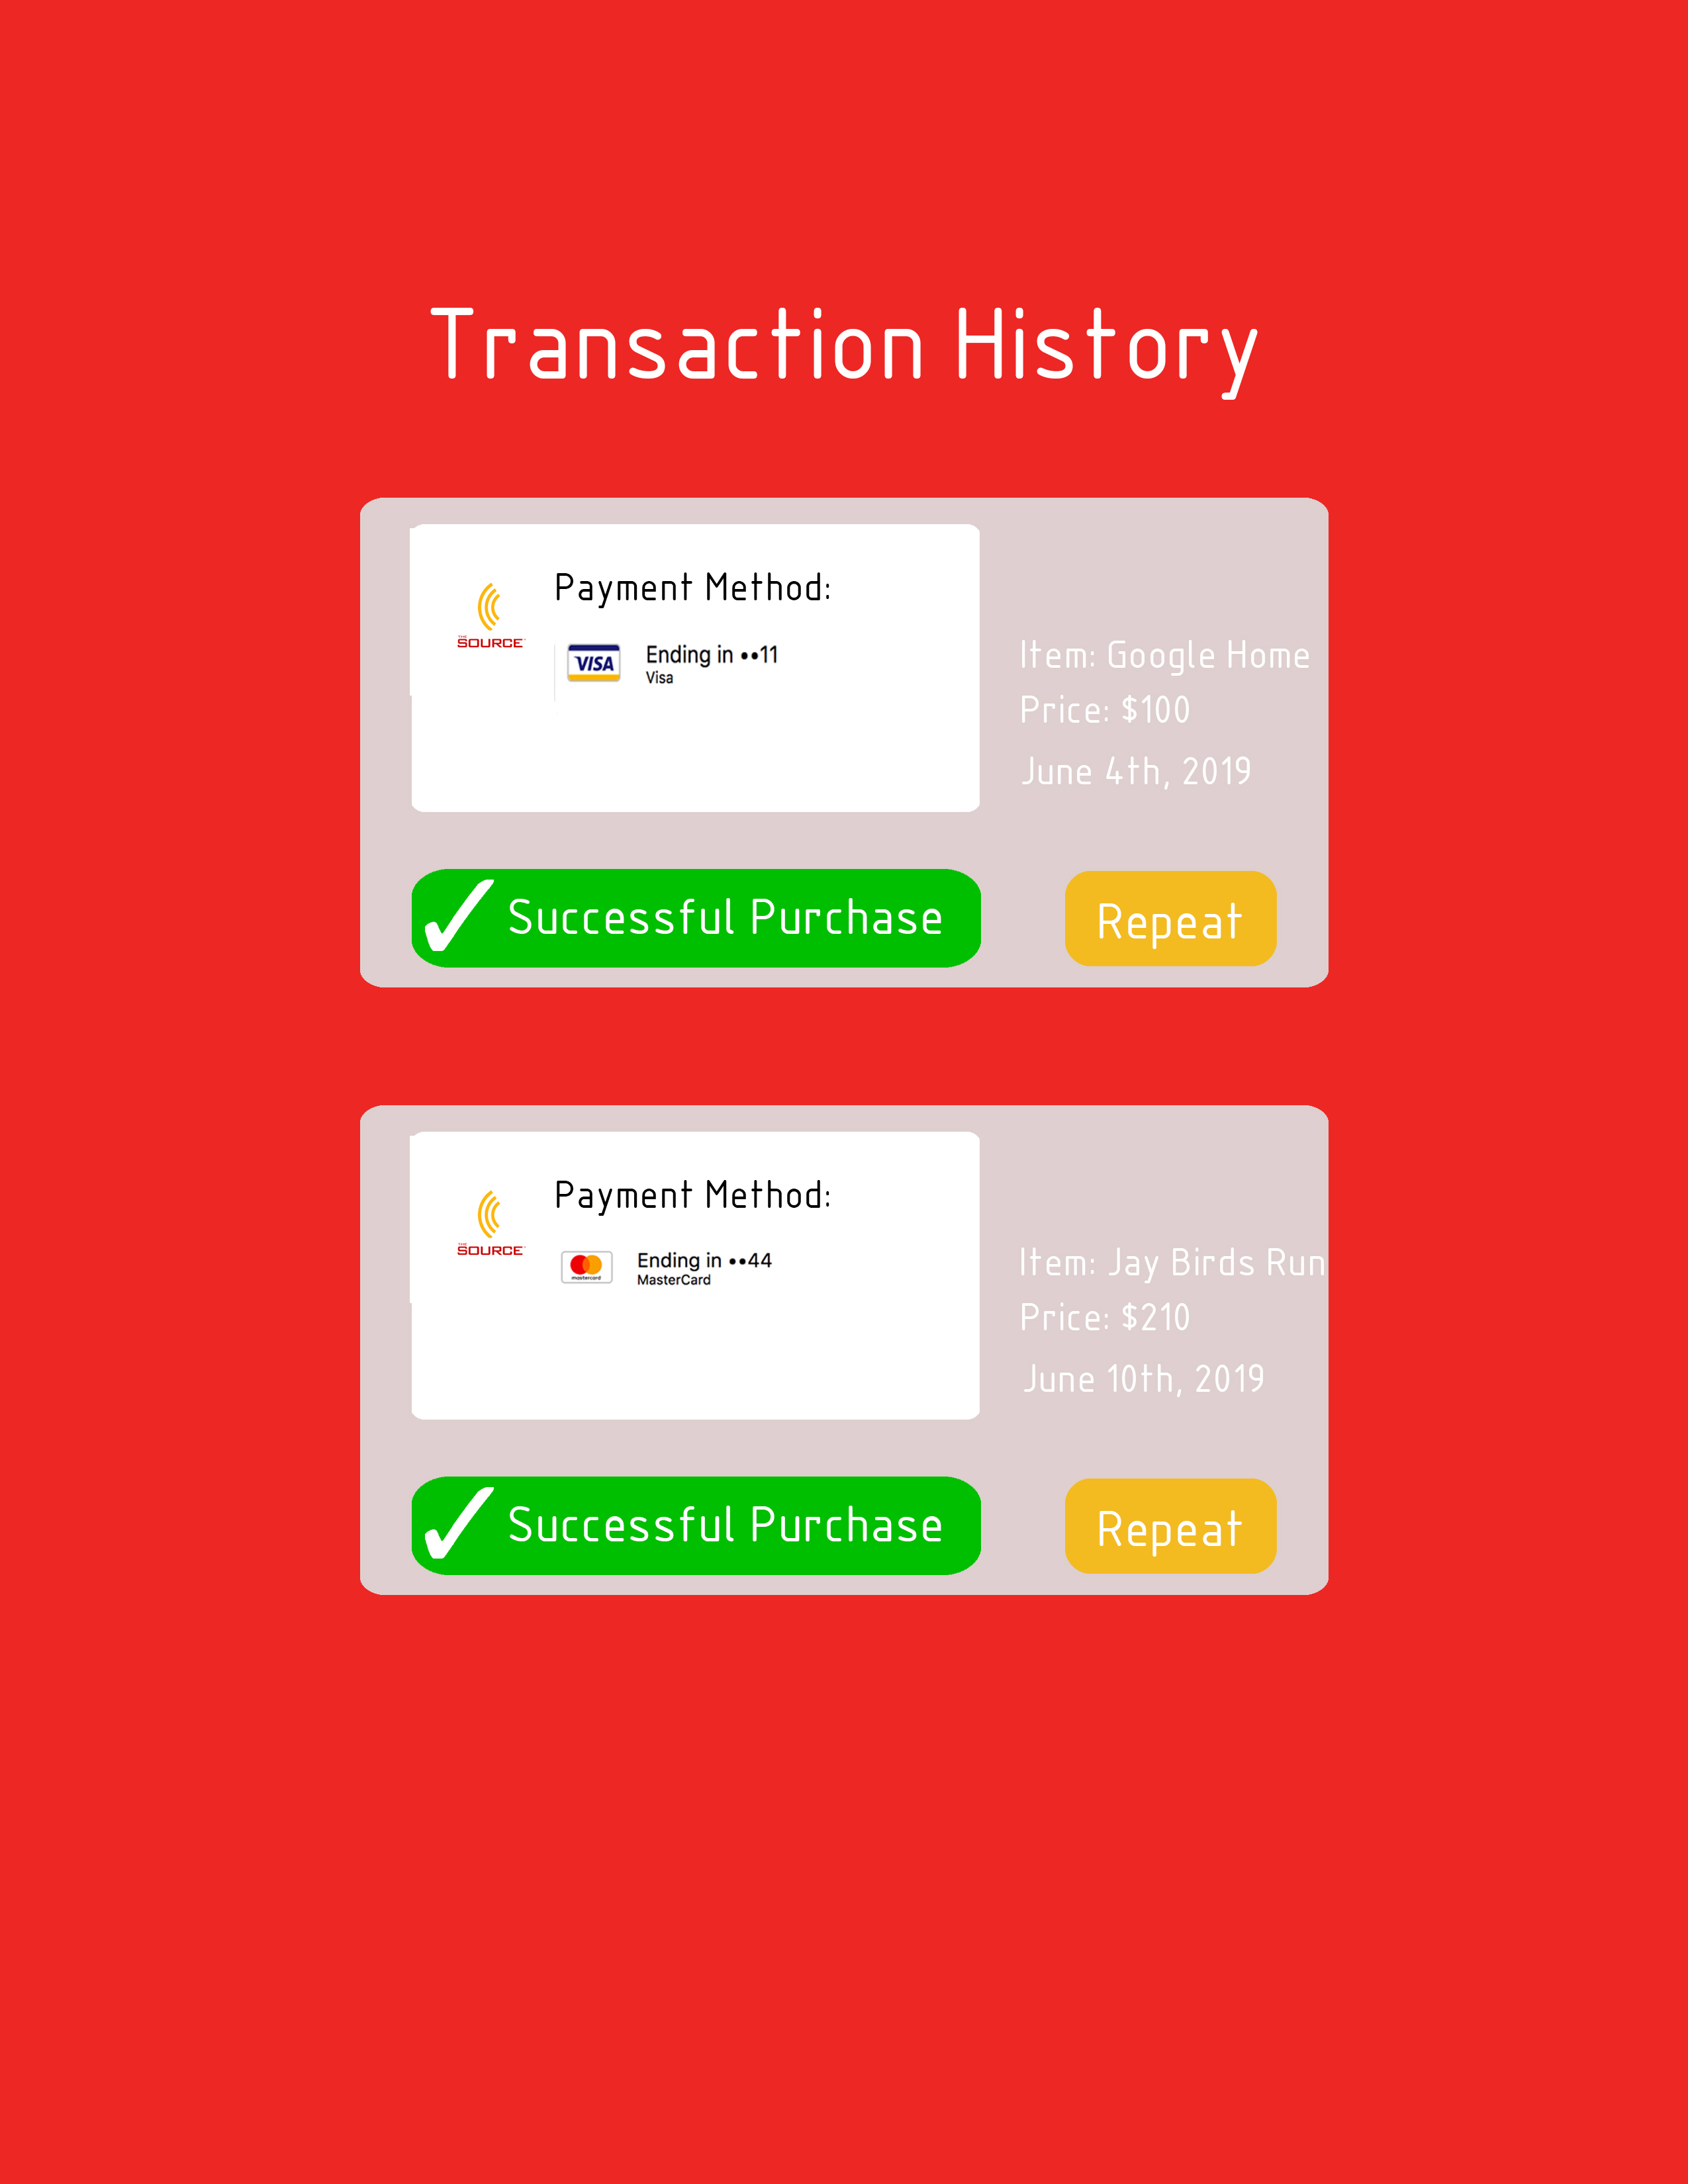 Transaction History
Payment Method:
THE
SOURCE
VISA
Ending in ••11
Visa
Item: Google Home
Price: $100
June 4th, 2019
Successful Purchase
Repeat
Payment Method:
THE
SOURCE
mastercard
Ending in ••44
MasterCard
Item: Jay Birds Run
Price: $210
June 10th, 2019
Successful Purchase
Repeat